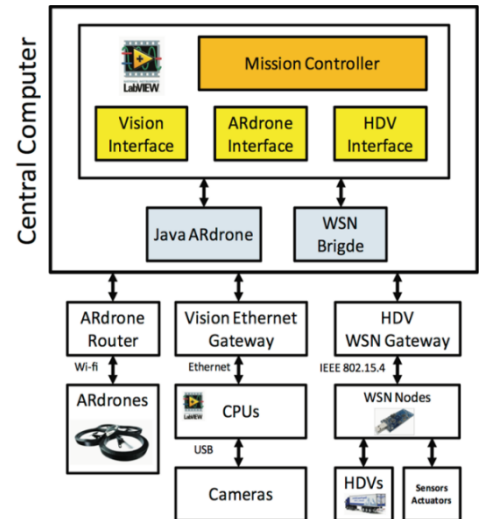 Central Computer
LabVIEW
Mission Controller
Vision
Interface
ARdrone
Interface
HDV
Interface
Java ARdrone
WSN
Brigde
ARdrone
Router
Vision Ethernet
Gateway
HDV
WSN Gateway
Wi-fi
Ethernet
IEEE 802.15.4
ARdrones
LabVIEW
CPUs
WSN Nodes
USB
Cameras
HDVs
Sensors
Actuators